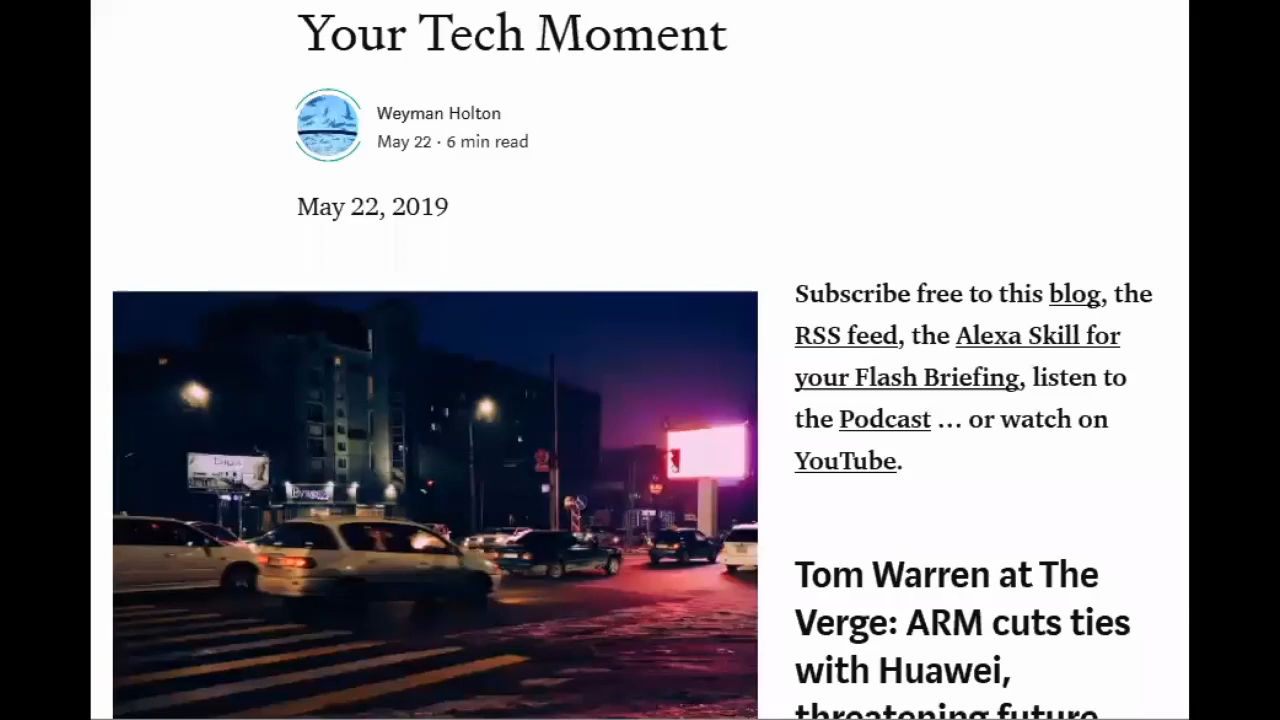 Your Tech Moment
Weyman Holton
May 22 · 6 min read
May 22, 2019
Subscribe free to this blog, the
RSS feed, the Alexa Skill for
your Flash Briefing, listen to
the Podcast … or watch on
YouTube.
Tom Warren at The
Verge: ARM cuts ties
with Huawei,
threatening future